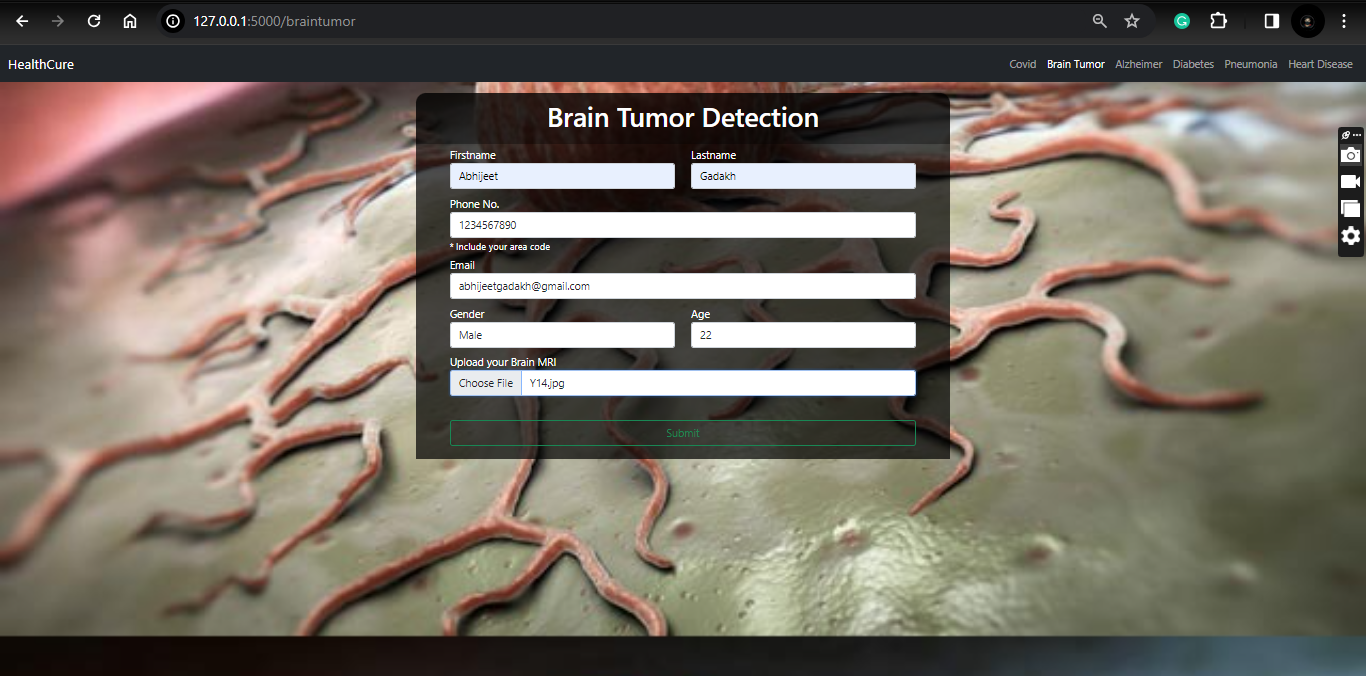 127.0.0.1:5000/braintumor
HealthCure
Covid Brain Tumor Alzheimer Diabetes Pneumonia Heart Disease
Brain Tumor Detection
Firstname Lastname
Abhijeet Gadakh
Phone No.
1234567890
* Include your area code
Email
abhijeetgadakh@gmail.com
Gender Age
Male 22
Upload your Brain MRI
Choose File Y14.jpg
Submit